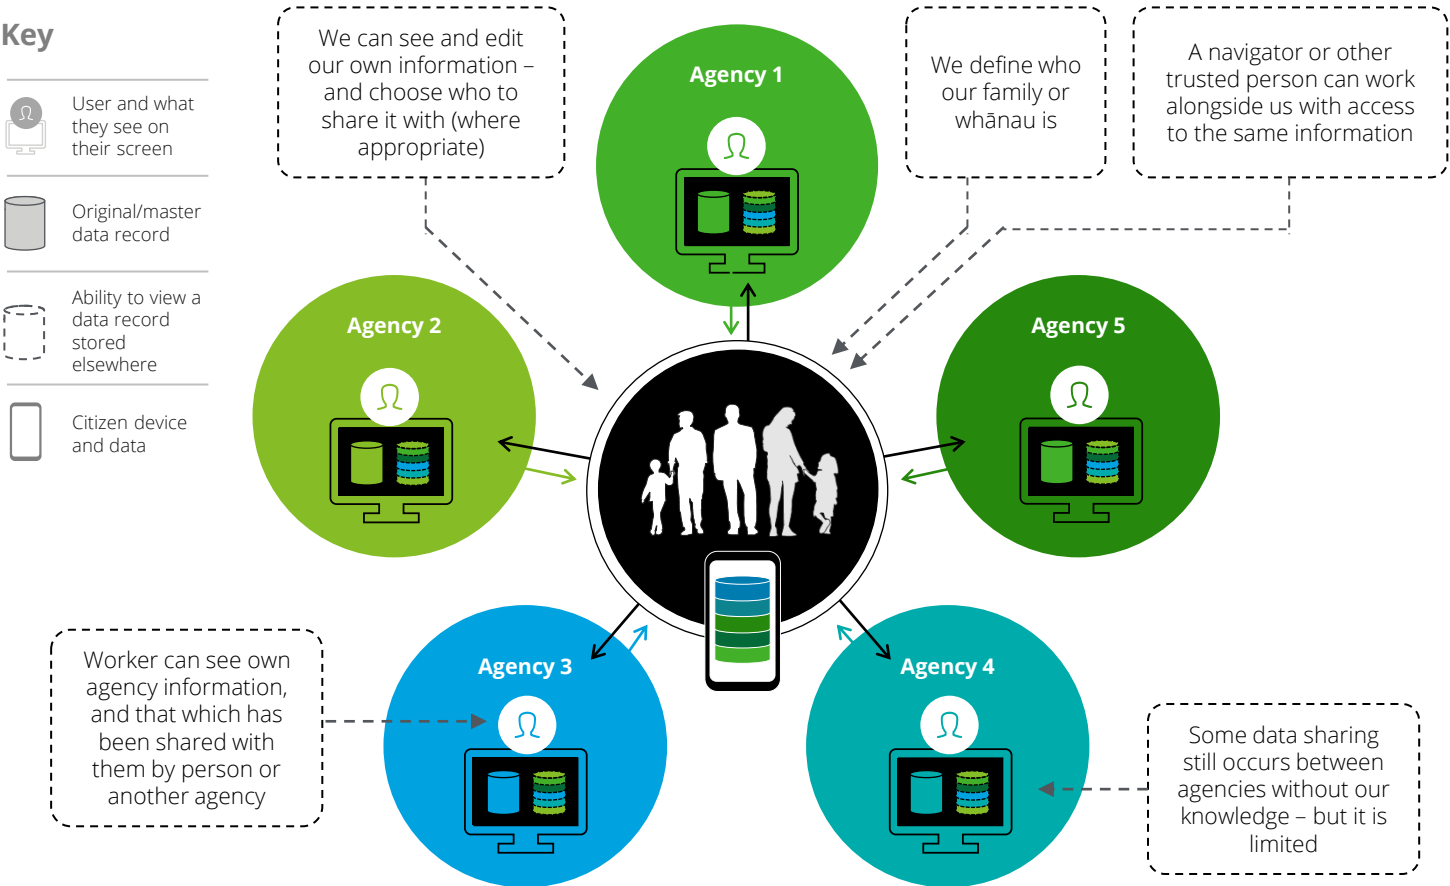 Key
User and what
they see on
their screen
Original/master
data record
Ability to view a
data record
stored
elsewhere
Citizen device
and data
We can see and edit
our own information –
and choose who to
share it with (where
appropriate)
Agency 1
We define who
our family or
whānau is
A navigator or other
trusted person can work
alongside us with access
to the same information
Agency 2
Agency 5
Agency 3
Agency 4
Worker can see own
agency information,
and that which has
been shared with
them by person or
another agency
Some data sharing
still occurs between
agencies without our
knowledge – but it is
limited